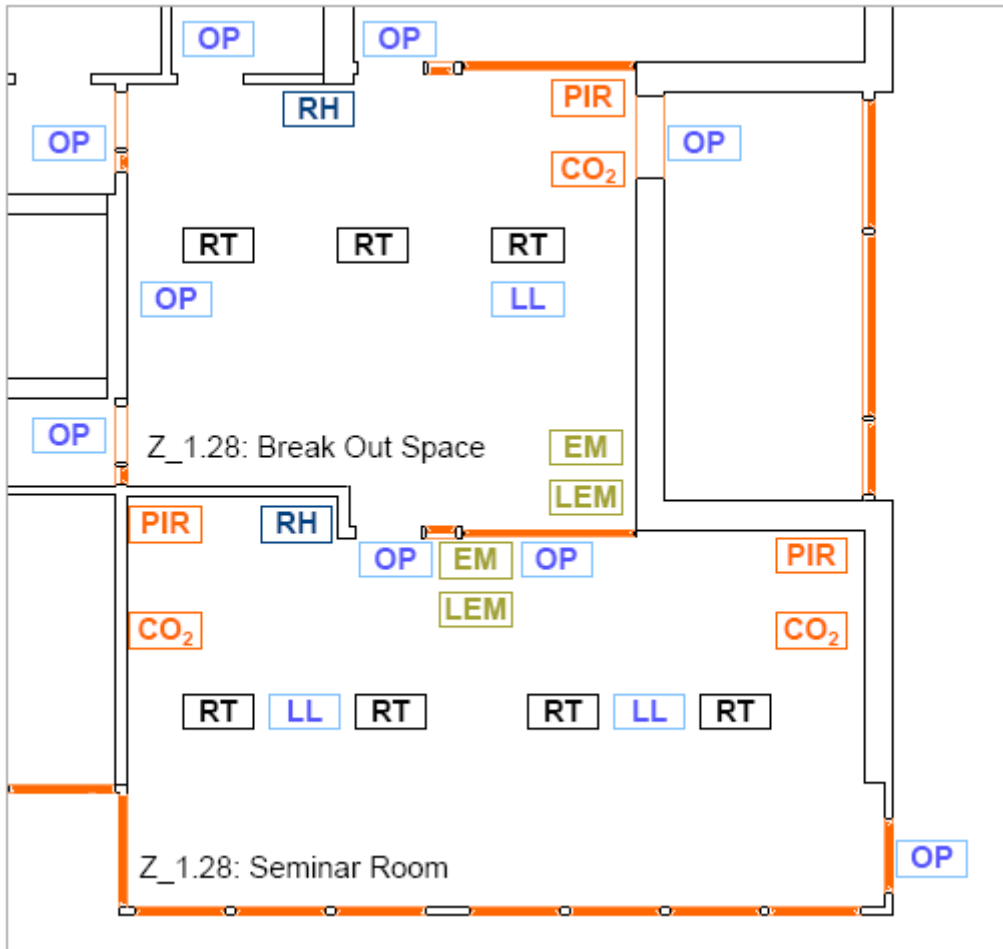 OP
OP
RH
PIR
OP
OP
CO₂
RT
RT
RT
OP
LL
OP
Z_1.28: Break Out Space
EM
LEM
PIR
RH
OP
EM
OP
PIR
LEM
CO₂
CO₂
RT
LL
RT
RT
LL
RT
Z_1.28: Seminar Room
OP